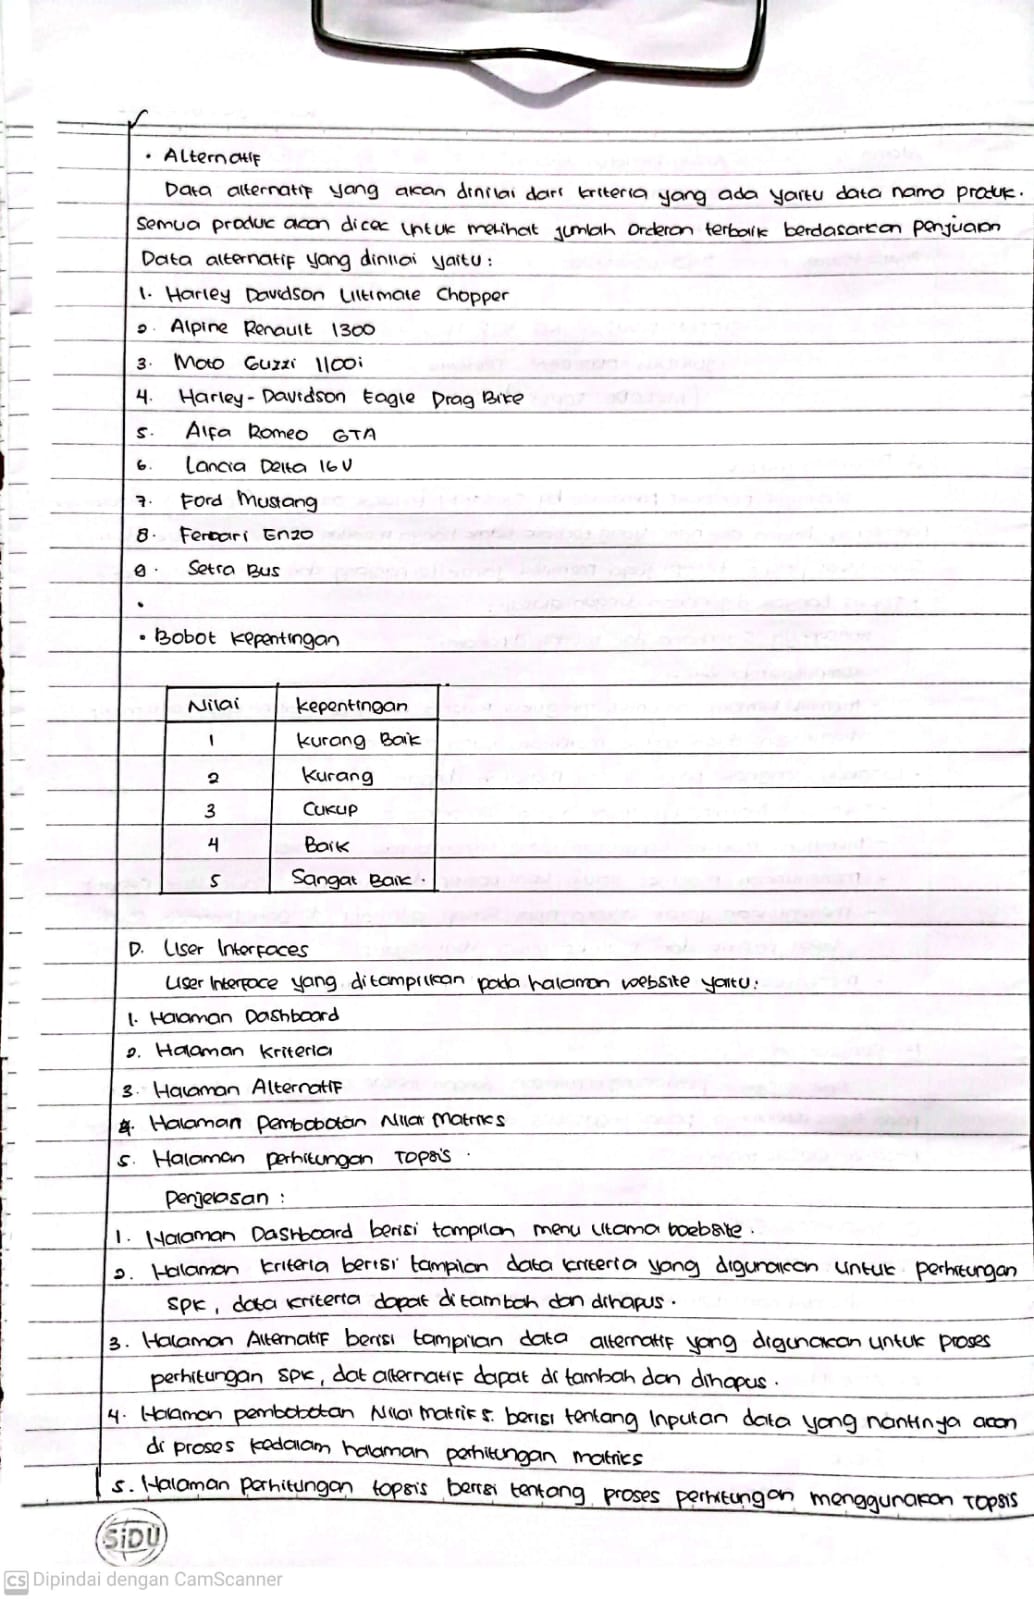 • Alternatif
Data alternatif yang akan dinilai dari kriteria yang ada yaitu data nama produk.
Semua produk akan dicek untuk melihat jumlah orderan terbaik berdasarkan penjualan
Data alternatif yang dinilai yaitu :
1. Harley Davidson Ultimate Chopper
2. Alpine Renault 1300
3. Moto Guzzi 1100i
4. Harley-Davidson Eagle Drag Bike
5. Alfa Romeo GTA
6. Lancia Delta 16V
7. Ford Mustang
8. Ferrari Enzo
9. Setra Bus
•
• Bobot Kepentingan
Nilai Kepentingan
1 Kurang Baik
2 Kurang
3 Cukup
4 Baik
5 Sangat Baik.
D. User Interfaces
User Interface yang ditampilkan pada halaman website yaitu:
1. Halaman Dashboard
2. Halaman Kriteria
3. Halaman Alternatif
4. Halaman Pembobotan Nilai Matriks
5. Halaman perhitungan TOPSIS.
Penjelasan :
1. Halaman Dashboard berisi tampilan menu utama website.
2. Halaman Kriteria berisi tampilan data kriteria yang digunakan untuk perhitungan
SPK, data kriteria dapat ditambah dan dihapus.
3. Halaman Alternatif berisi tampilan data alternatif yang digunakan untuk proses
perhitungan SPK, dat alternatif dapat di tambah dan dihapus.
4. Halaman pembobotan Nilai Matriks. berisi tentang Inputan data yang nantinya akan
di proses kedalam halaman perhitungan matriks
5. Halaman Perhitungan topsis berisi tentang proses perhitungan menggunakan TOPSIS
SiDU
CS Dipindai dengan CamScanner